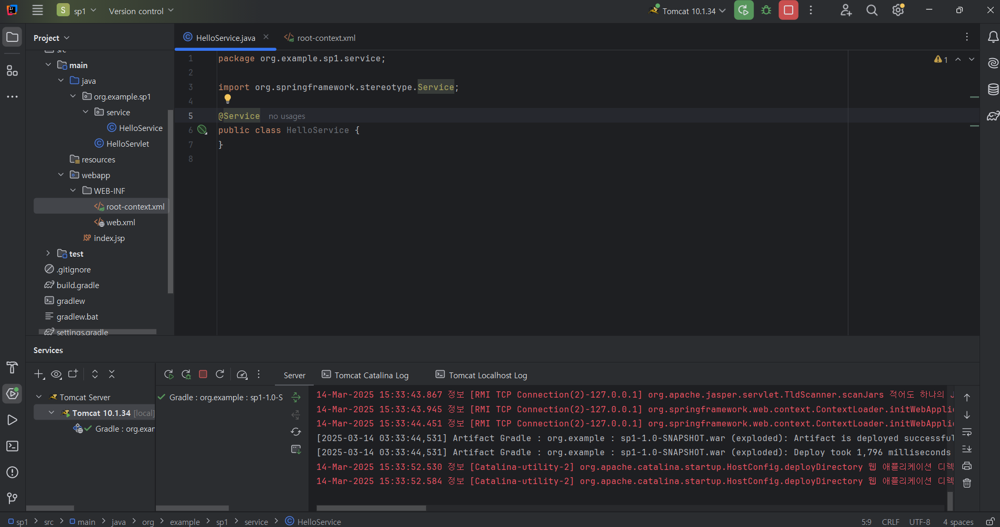 S sp1 Version control Tomcat 10.1.34
Project
src
main
java
org.example.sp1
service
HelloService
HelloServlet
resources
webapp
WEB-INF
root-context.xml
web.xml
JSP index.jsp
test
.gitignore
build.gradle
gradlew
gradlew.bat
settings.gradle
HelloService.java root-context.xml
1 package org.example.sp1.service;
2
3 import org.springframework.stereotype.Service;
4
5 @Service no usages
6 public class HelloService {
7 }
8
1
Services
Tomcat Server
Tomcat 10.1.34 [local]
Gradle : org.exar
Server Tomcat Catalina Log Tomcat Localhost Log
Gradle : org.example : sp1-1.0-S
14-Mar-2025 15:33:43.867 정보 [RMI TCP Connection(2)-127.0.0.1] org.apache.jasper.servlet.TldScanner.scanJars 적어도 하나의 J
14-Mar-2025 15:33:43.945 정보 [RMI TCP Connection(2)-127.0.0.1] org.springframework.web.context.ContextLoader.initWebAppli
14-Mar-2025 15:33:44.451 정보 [RMI TCP Connection(2)-127.0.0.1] org.springframework.web.context.ContextLoader.initWebAppli
[2025-03-14 03:33:44,531] Artifact Gradle : org.example : sp1-1.0-SNAPSHOT.war (exploded): Artifact is deployed successful
[2025-03-14 03:33:44,531] Artifact Gradle : org.example : sp1-1.0-SNAPSHOT.war (exploded): Deploy took 1,796 milliseconds
14-Mar-2025 15:33:52.530 정보 [Catalina-utility-2] org.apache.catalina.startup.HostConfig.deployDirectory 웹 애플리케이션 디렉
14-Mar-2025 15:33:52.584 정보 [Catalina-utility-2] org.apache.catalina.startup.HostConfig.deployDirectory 웹 애플리케이션 디렉
sp1 > src > main > java > org > example > sp1 > service > HelloService 5:9 CRLF UTF-8 4 spaces